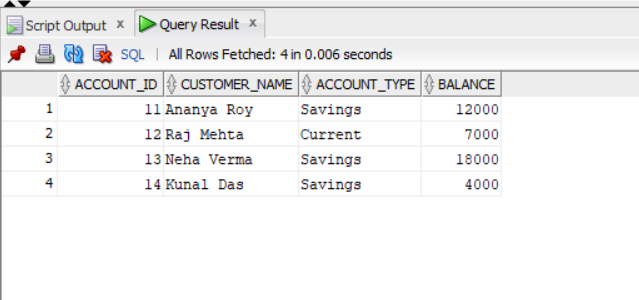 Script Output x Query Result x
SQL | All Rows Fetched: 4 in 0.006 seconds
ACCOUNT_ID CUSTOMER_NAME ACCOUNT_TYPE BALANCE
1 11 Ananya Roy Savings 12000
2 12 Raj Mehta Current 7000
3 13 Neha Verma Savings 18000
4 14 Kunal Das Savings 4000